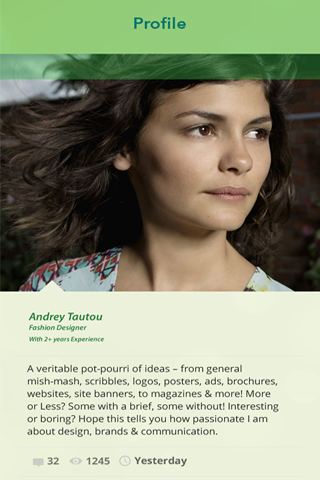 Profile
Andrey Tautou
Fashion Designer
With 2+ years Experience
A veritable pot-pourri of ideas – from general
mish-mash, scribbles, logos, posters, ads, brochures,
websites, site banners, to magazines & more! More
or Less? Some with a brief, some without! Interesting
or boring? Hope this tells you how passionate I am
about design, brands & communication.
32 1245 Yesterday